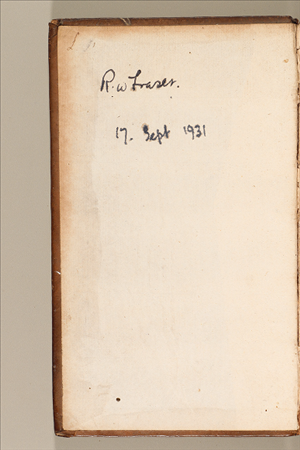 R. W Fraser.
17. Sept 1931